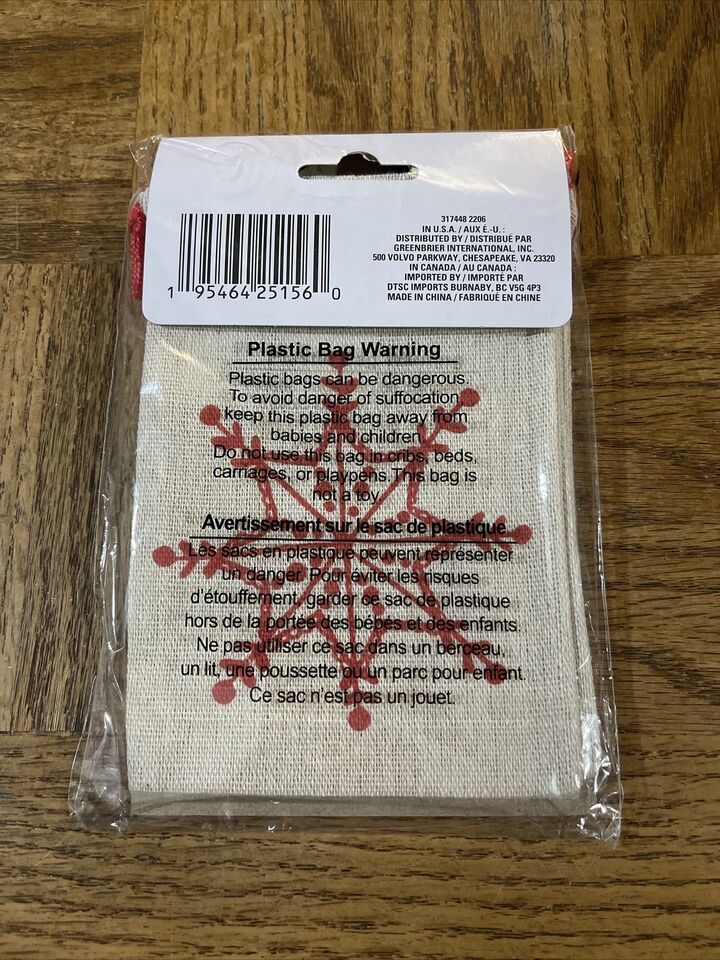 1 95464 25156 0
317448 2206
IN U.S.A. / AUX É.-U. :
DISTRIBUTED BY / DISTRIBUÉ PAR
GREENBRIER INTERNATIONAL, INC.
500 VOLVO PARKWAY, CHESAPEAKE, VA 23320
IN CANADA / AU CANADA :
IMPORTED BY / IMPORTÉ PAR
DTSC IMPORTS BURNABY, BC V5G 4P3
MADE IN CHINA / FABRIQUÉ EN CHINE
Plastic Bag Warning
Plastic bags can be dangerous.
To avoid danger of suffocation,
keep this plastic bag away from
babies and children.
Do not use this bag in cribs, beds,
carriages, or playpens. This bag is
not a toy.
Avertissement sur le sac de plastique
Les sacs en plastique peuvent représenter
un danger. Pour éviter les risques
d'étouffement, garder ce sac de plastique
hors de la portée des bébés et des enfants.
Ne pas utiliser ce sac dans un berceau,
un lit, une poussette ou un parc pour enfant.
Ce sac n'est pas un jouet.